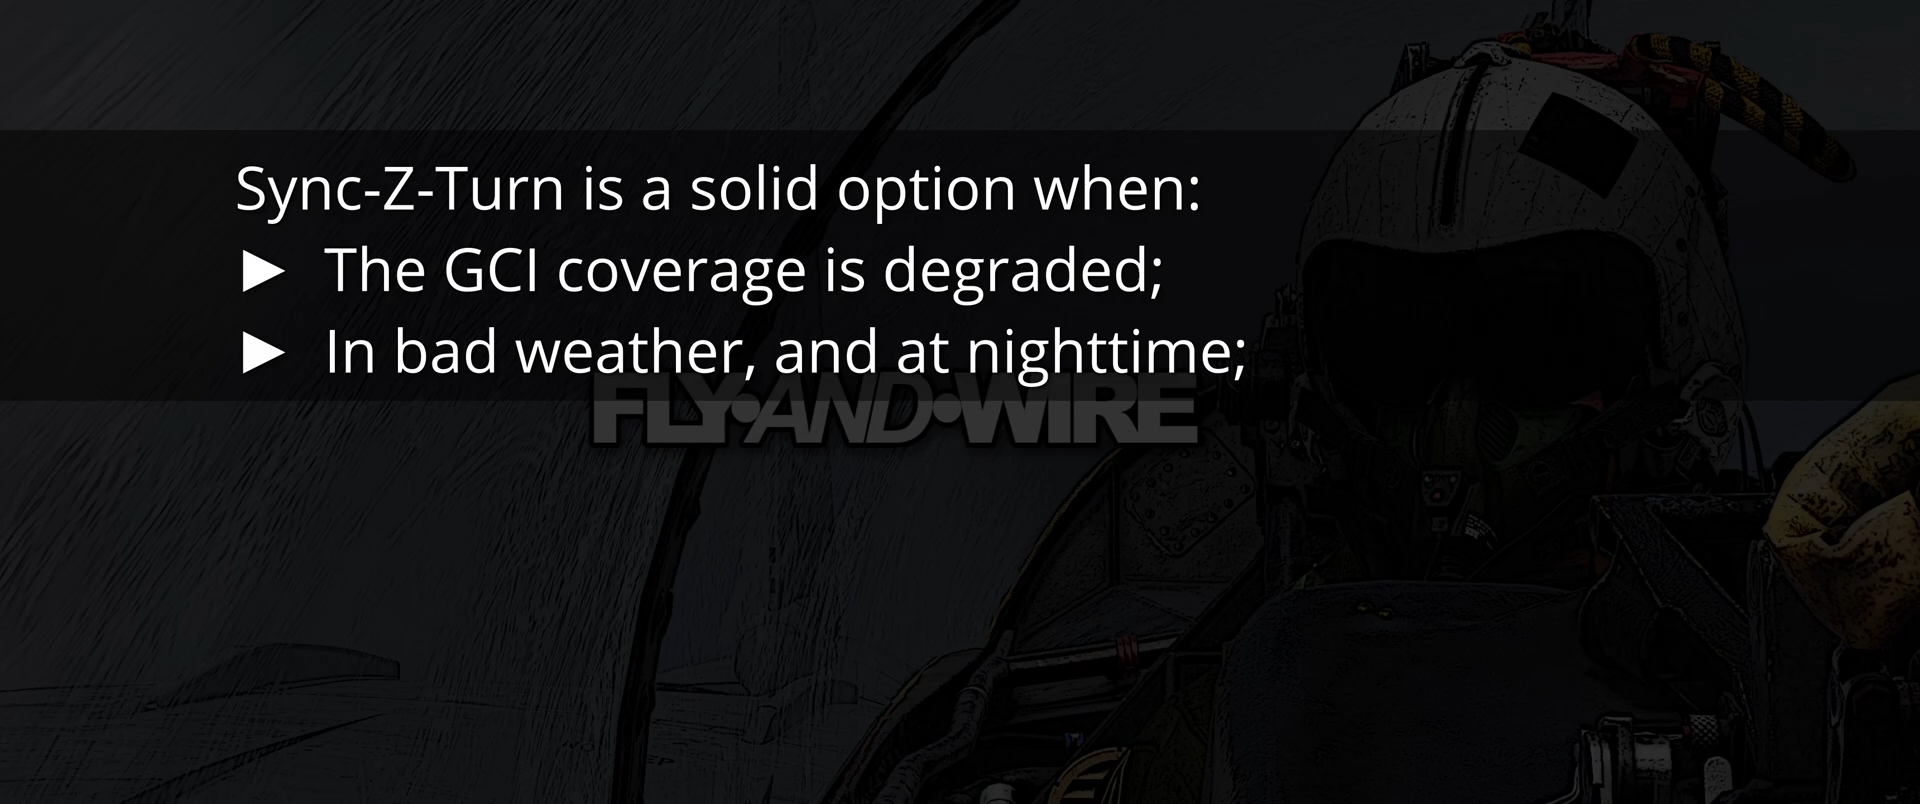 Sync-Z-Turn is a solid option when:
► The GCI coverage is degraded;
► In bad weather, and at nighttime;
FLY•AND•WIRE